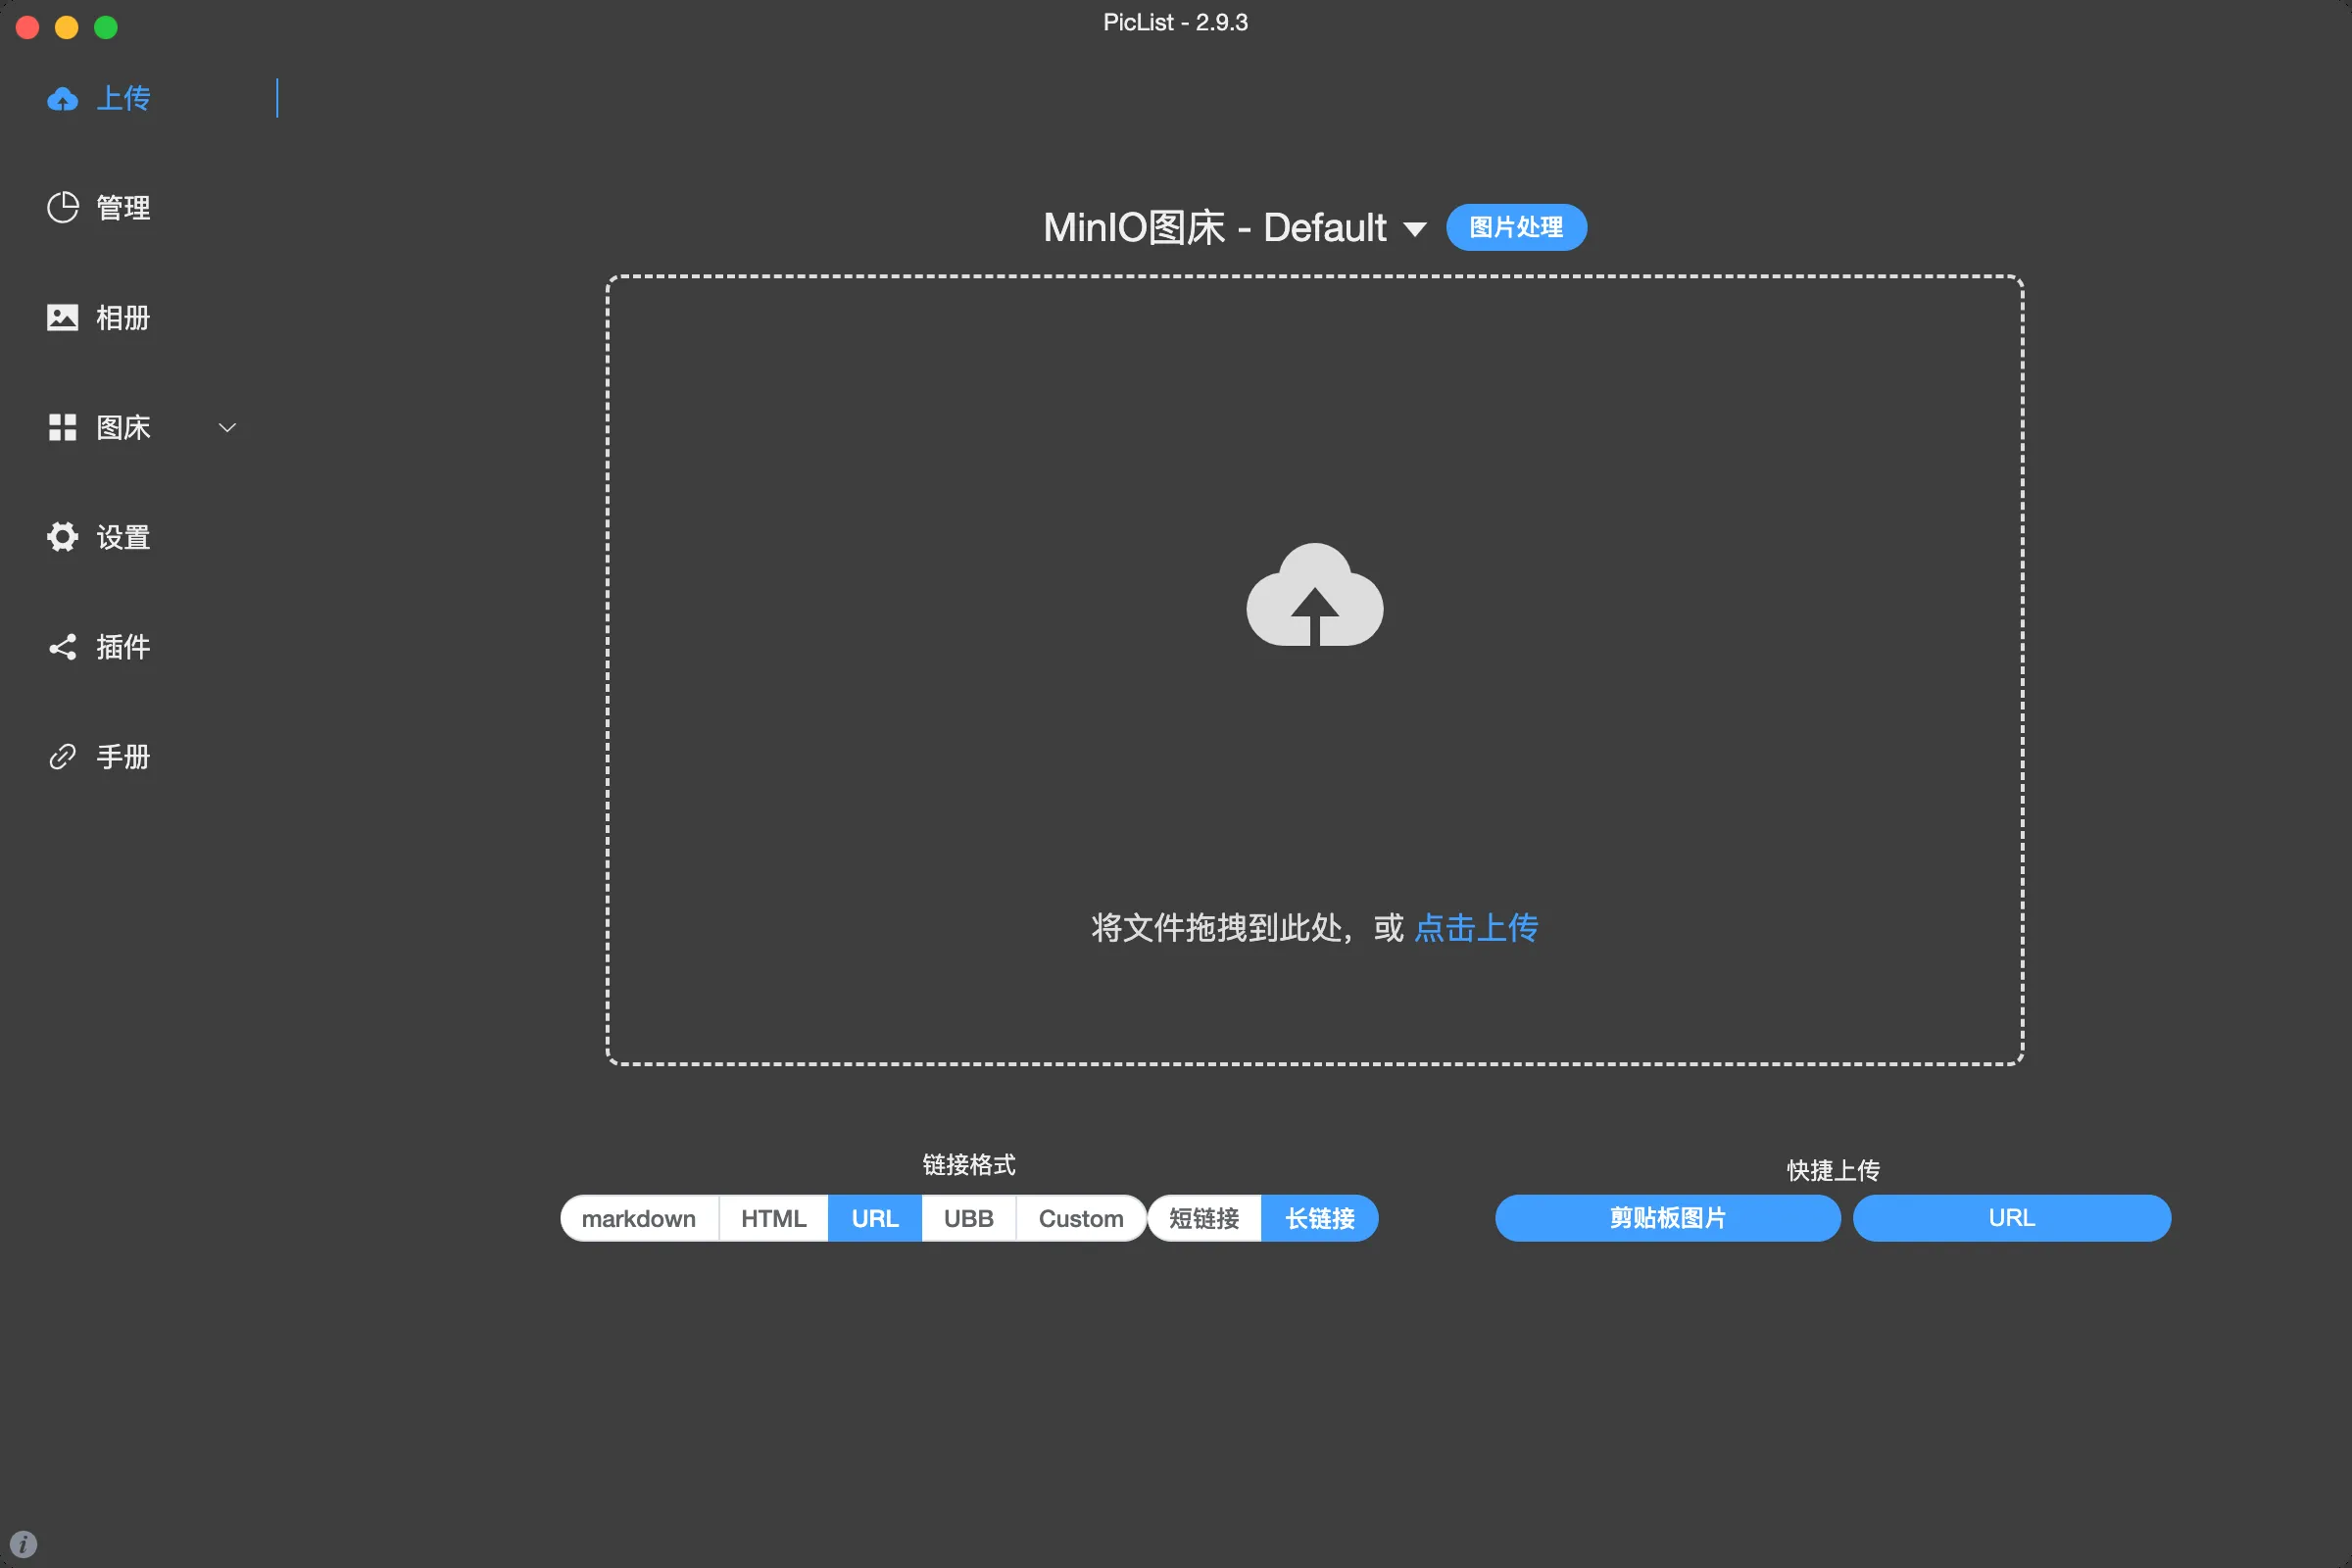 PicList - 2.9.3
上传
管理
相册
图床
设置
插件
手册
MinIO图床 - Default
图片处理
将文件拖拽到此处，或 点击上传
链接格式
markdown HTML URL UBB Custom 短链接 长链接
快捷上传
剪贴板图片 URL